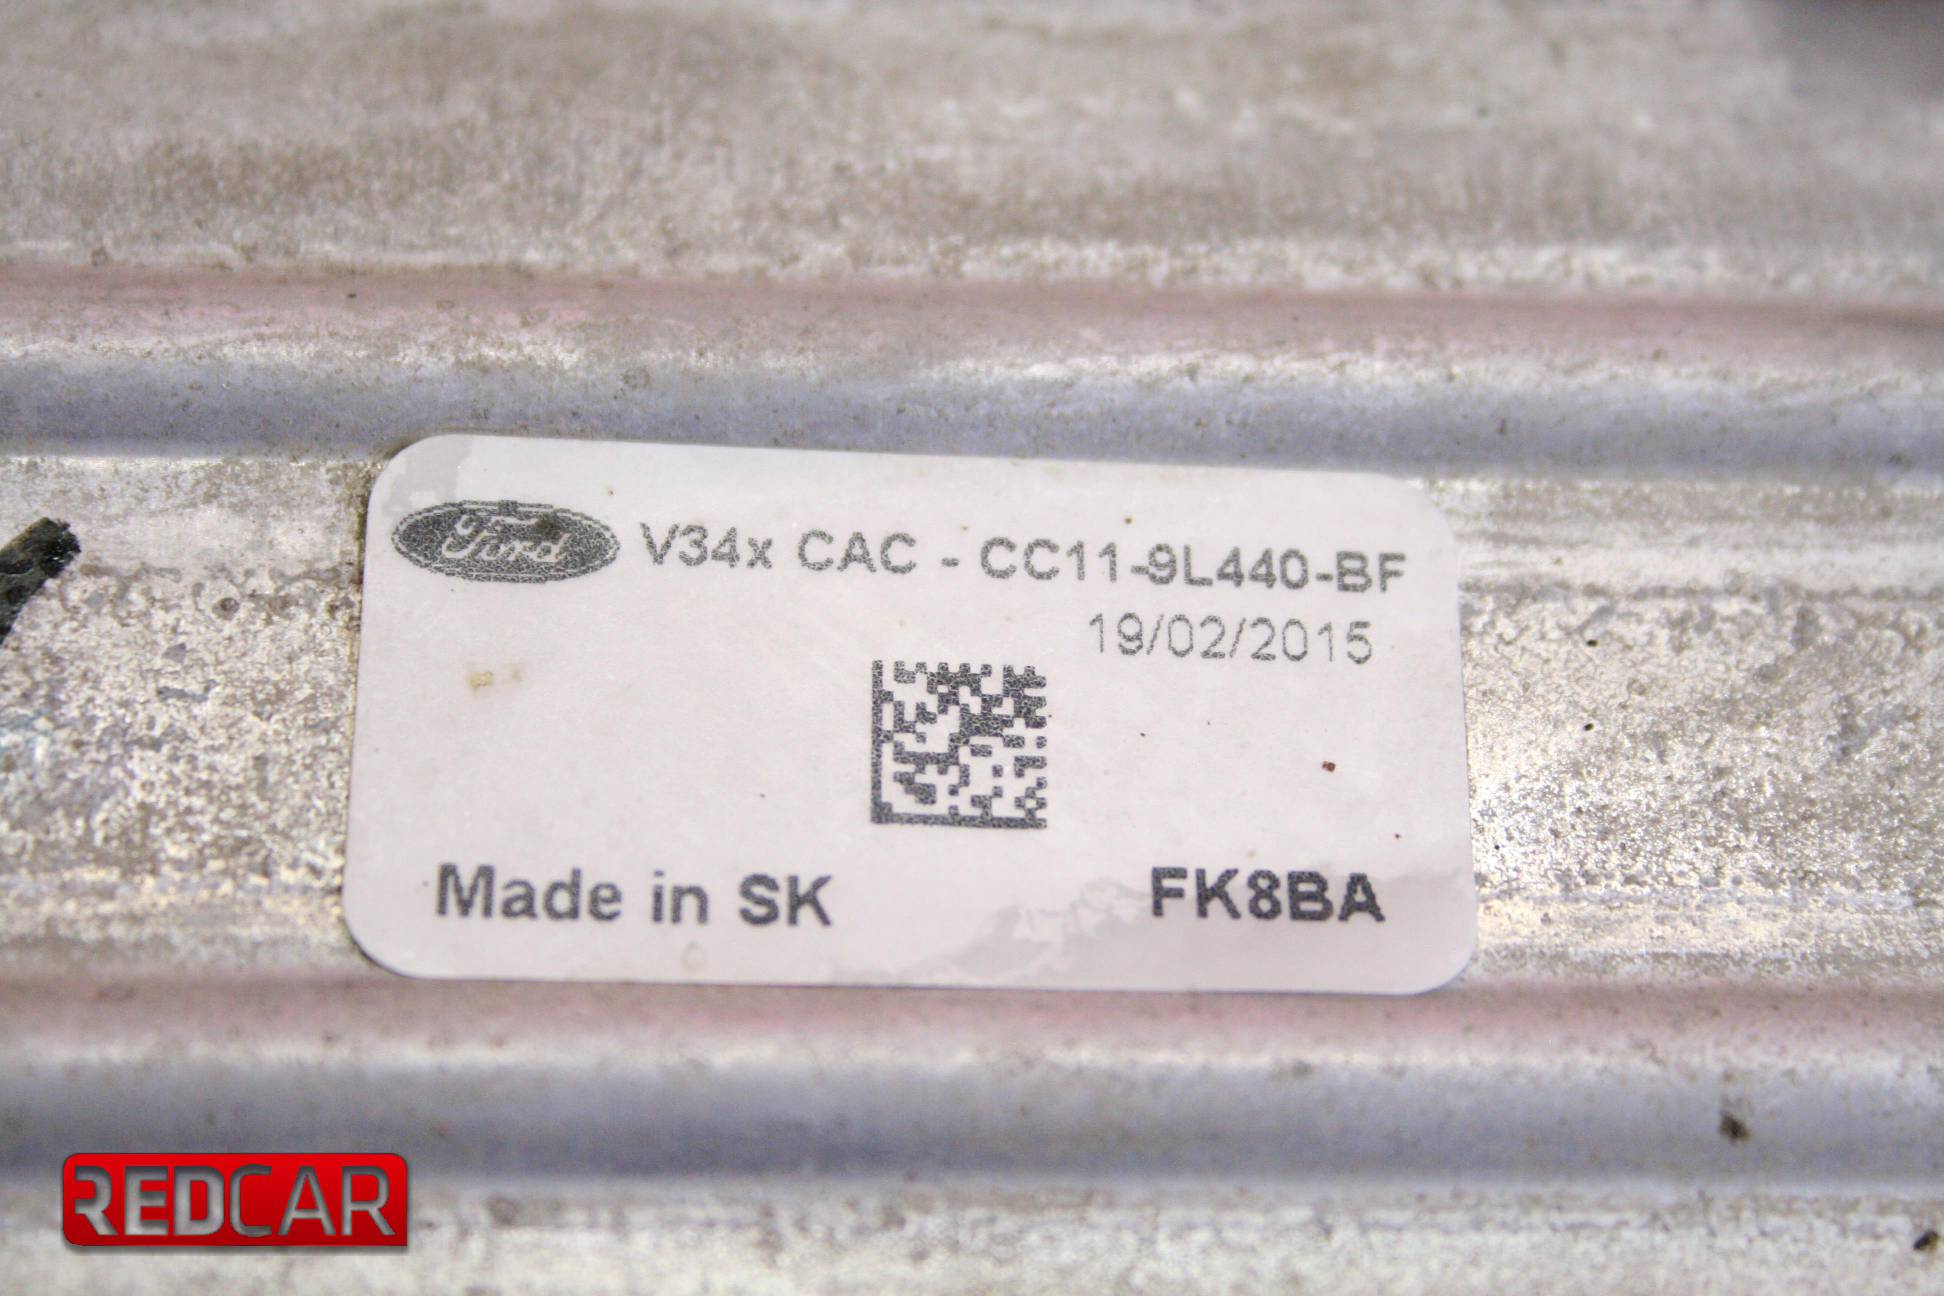 Ford V34x CAC - CC11-9L440-BF
19/02/2015
Made in SK FK8BA
REDCAR